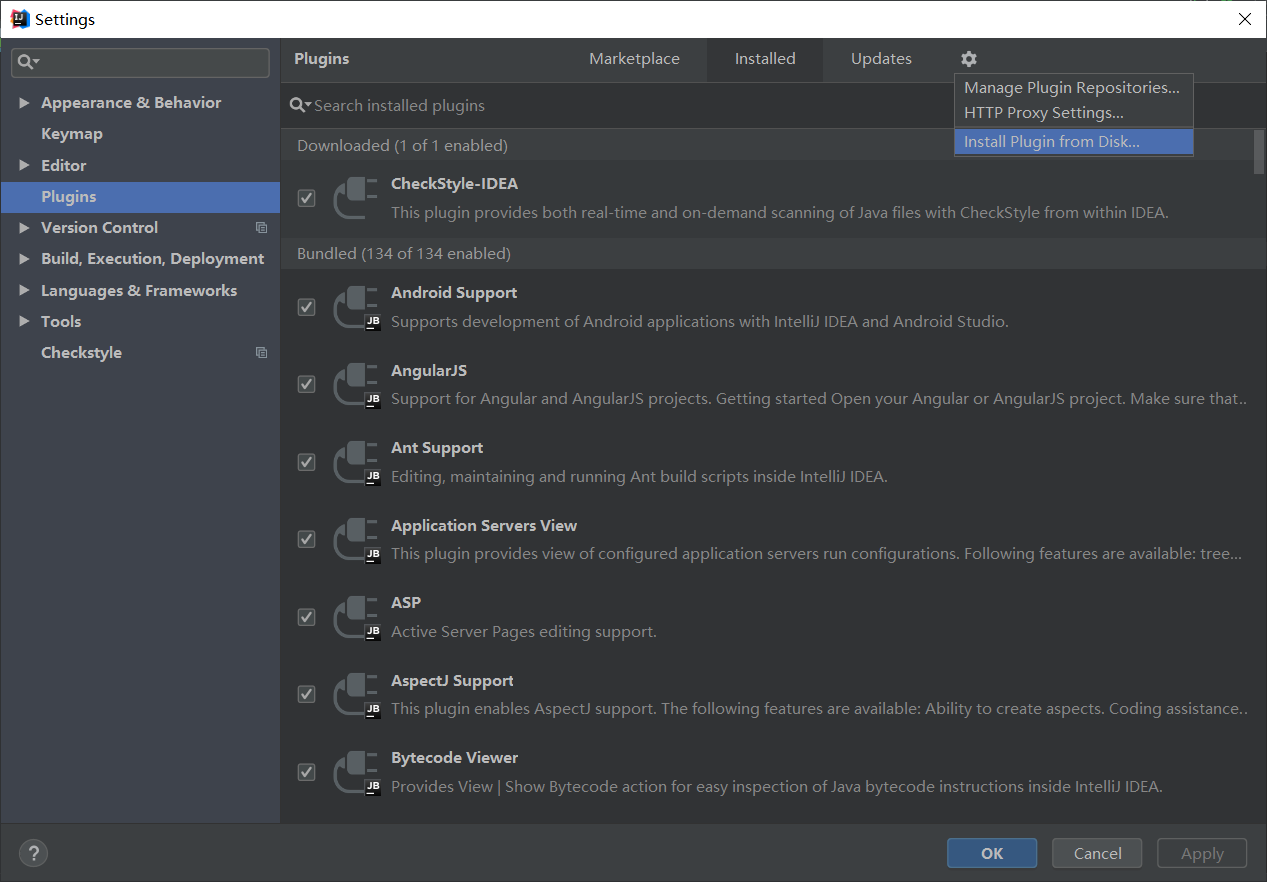 Settings
Plugins Marketplace Installed Updates
Manage Plugin Repositories...
HTTP Proxy Settings...
Install Plugin from Disk...
Appearance & Behavior
Keymap
Editor
Plugins
Version Control
Build, Execution, Deployment
Languages & Frameworks
Tools
Checkstyle
Search installed plugins
Downloaded (1 of 1 enabled)
CheckStyle-IDEA
This plugin provides both real-time and on-demand scanning of Java files with CheckStyle from within IDEA.
Bundled (134 of 134 enabled)
Android Support
Supports development of Android applications with IntelliJ IDEA and Android Studio.
AngularJS
Support for Angular and AngularJS projects. Getting started Open your Angular or AngularJS project. Make sure that..
Ant Support
Editing, maintaining and running Ant build scripts inside IntelliJ IDEA.
Application Servers View
This plugin provides view of configured application servers run configurations. Following features are available: tree...
ASP
Active Server Pages editing support.
AspectJ Support
This plugin enables AspectJ support. The following features are available: Ability to create aspects. Coding assistance..
Bytecode Viewer
Provides View | Show Bytecode action for easy inspection of Java bytecode instructions inside IntelliJ IDEA.
JB
JB
JB
JB
JB
JB
JB
?
OK Cancel Apply